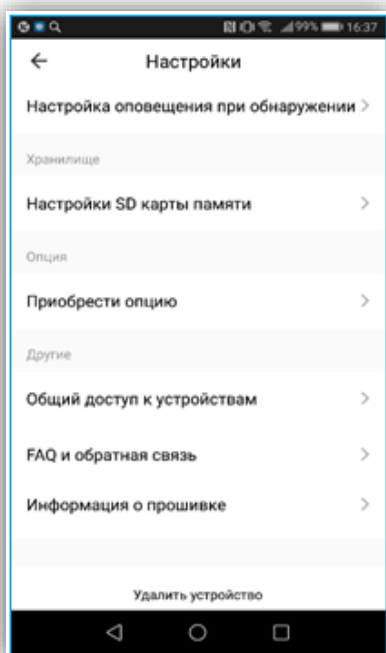 99% 16:37
Настройки
Настройка оповещения при обнаружении
Хранилище
Настройки SD карты памяти
Опция
Приобрести опцию
Другие
Общий доступ к устройствам
FAQ и обратная связь
Информация о прошивке
Удалить устройство